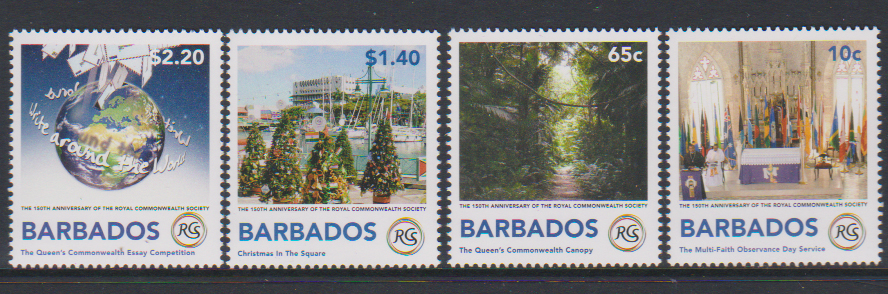 $2.20
and
Write around the World
THE 150TH ANNIVERSARY OF THE ROYAL COMMONWEALTH SOCIETY
BARBADOS
RCS
The Queen's Commonwealth Essay Competition
$1.40
THE 150TH ANNIVERSARY OF THE ROYAL COMMONWEALTH SOCIETY
BARBADOS
RCS
Christmas In The Square
65c
THE 150TH ANNIVERSARY OF THE ROYAL COMMONWEALTH SOCIETY
BARBADOS
RCS
The Queen's Commonwealth Canopy
10c
THE 150TH ANNIVERSARY OF THE ROYAL COMMONWEALTH SOCIETY
BARBADOS
RCS
The Multi-Faith Observance Day Service